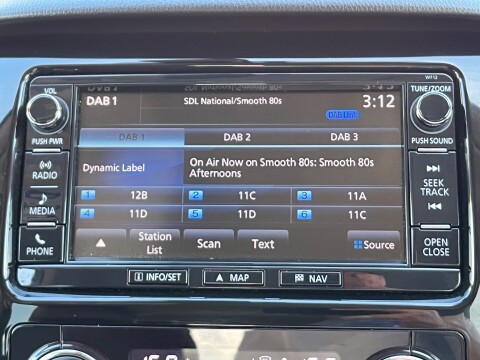 W112
VOL
TUNE/ZOOM
DAB 1
SDL National/Smooth 80s
3:12
DAB LINK
PUSH PWR
PUSH SOUND
DAB 1 DAB 2 DAB 3
RADIO
Dynamic Label
On Air Now on Smooth 80s: Smooth 80s
Afternoons
SEEK
TRACK
1 12B 2 11C 3 11A
MEDIA
4 11D 5 11D 6 11C
PHONE
Station
List
Scan
Text
Source
OPEN
CLOSE
INFO/SET
MAP
NAV